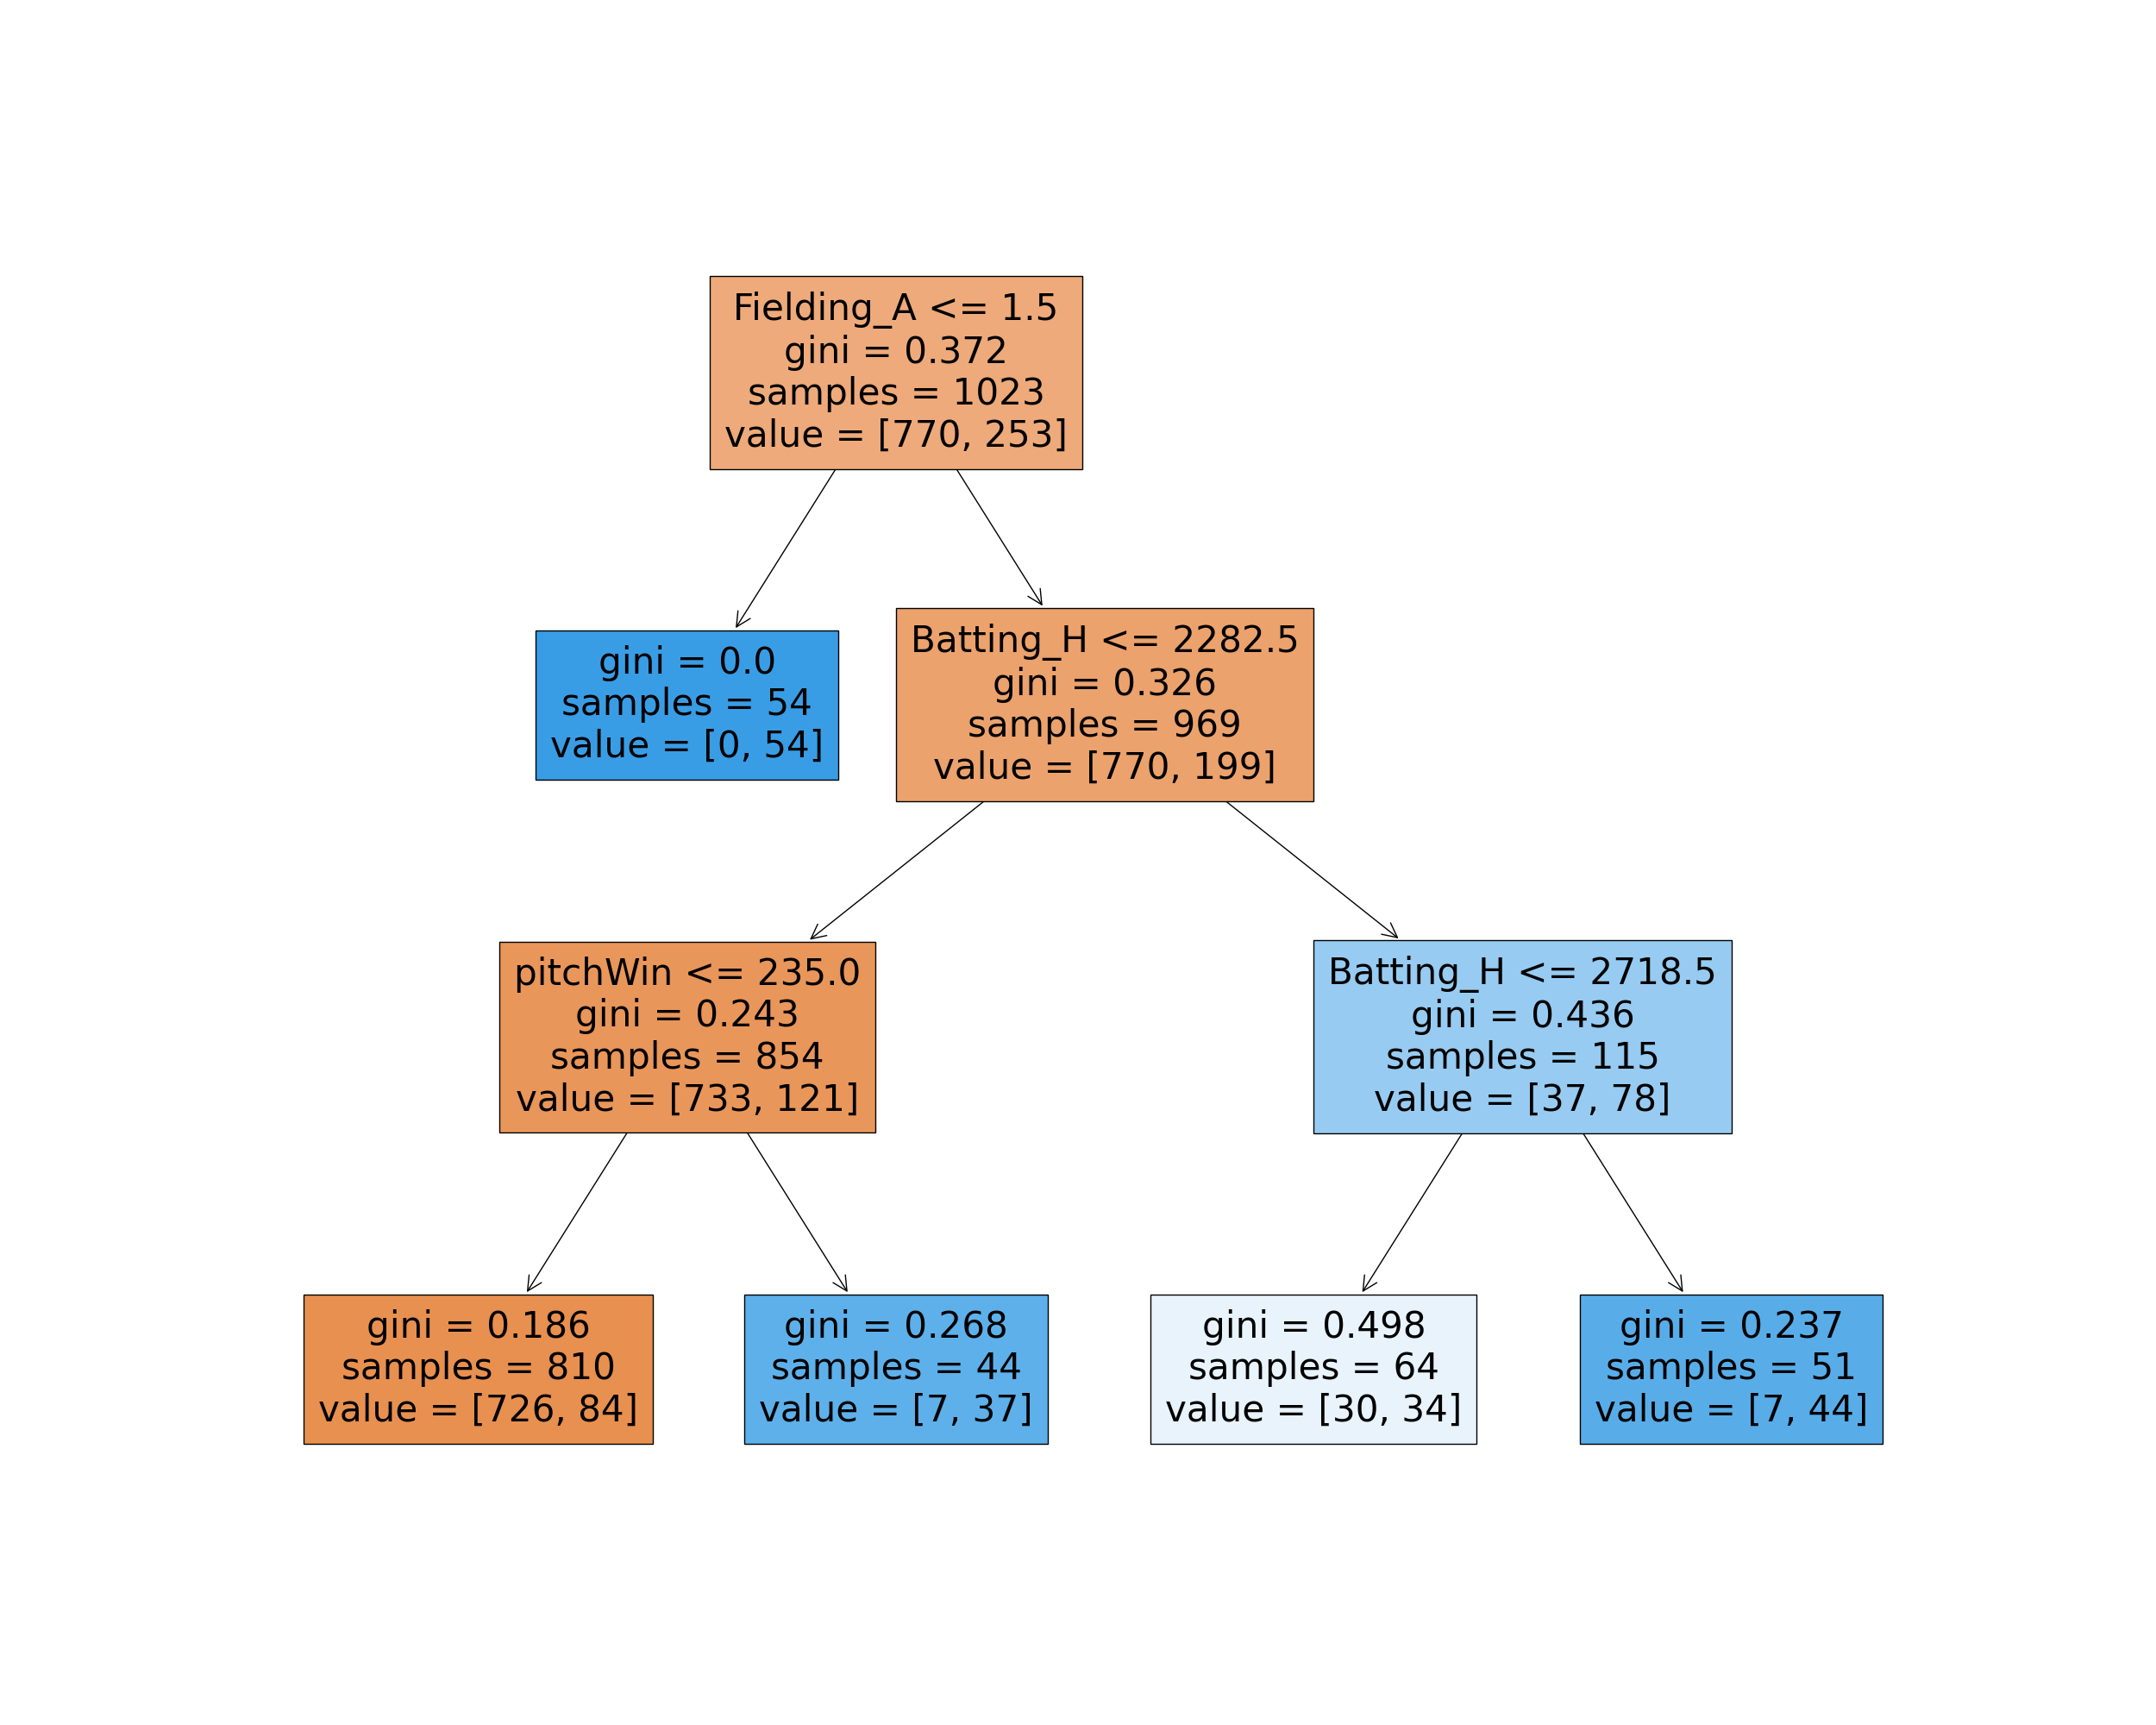 Fielding_A <= 1.5
gini = 0.372
samples = 1023
value = [770, 253]
gini = 0.0
samples = 54
value = [0, 54]
Batting_H <= 2282.5
gini = 0.326
samples = 969
value = [770, 199]
pitchWin <= 235.0
gini = 0.243
samples = 854
value = [733, 121]
Batting_H <= 2718.5
gini = 0.436
samples = 115
value = [37, 78]
gini = 0.186
samples = 810
value = [726, 84]
gini = 0.268
samples = 44
value = [7, 37]
gini = 0.498
samples = 64
value = [30, 34]
gini = 0.237
samples = 51
value = [7, 44]